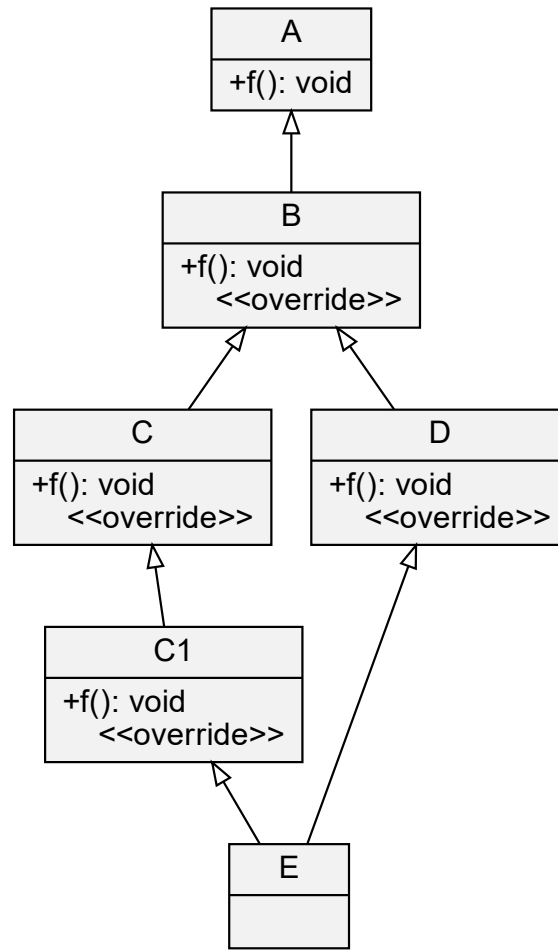 A
+f(): void
B
+f(): void
<<override>>
C
+f(): void
<<override>>
D
+f(): void
<<override>>
C1
+f(): void
<<override>>
E